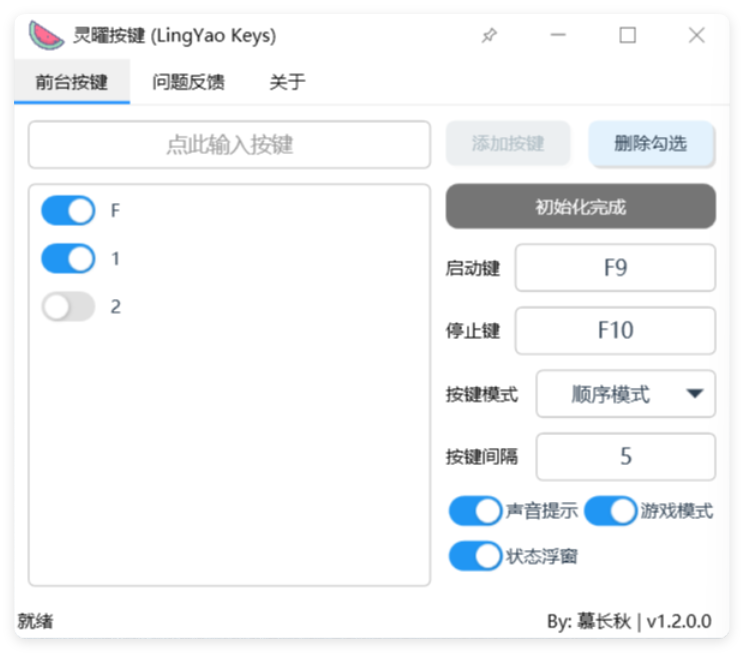 灵曜按键 (LingYao Keys)
前台按键 问题反馈 关于
点此输入按键 添加按键 删除勾选
F
1
2
初始化完成
启动键 F9
停止键 F10
按键模式 顺序模式
按键间隔 5
声音提示 游戏模式
状态浮窗
就绪 By: 慕长秋 | v1.2.0.0